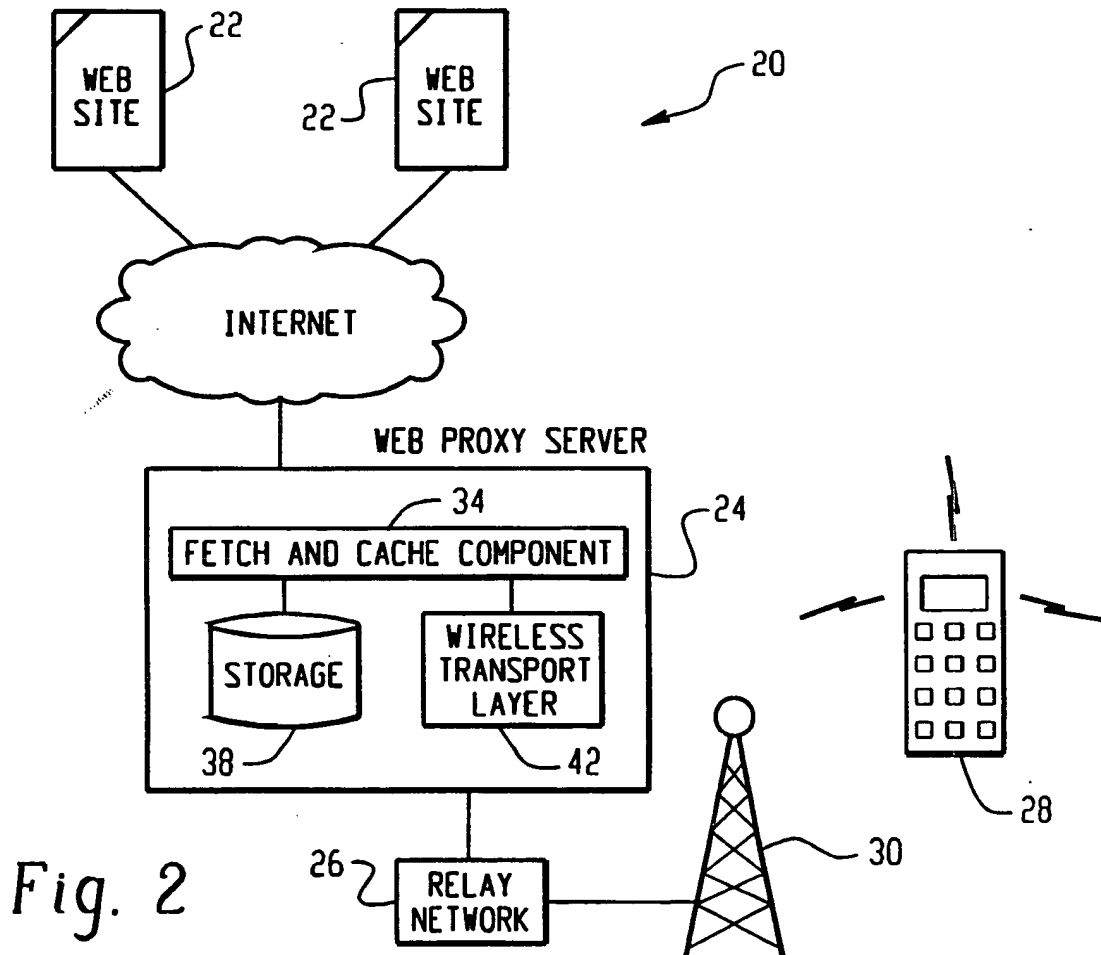 22
WEB
SITE
22
WEB
SITE
20
INTERNET
WEB PROXY SERVER
34
24
FETCH AND CACHE COMPONENT
STORAGE
WIRELESS
TRANSPORT
LAYER
38
42
28
30
26
RELAY
NETWORK
Fig. 2